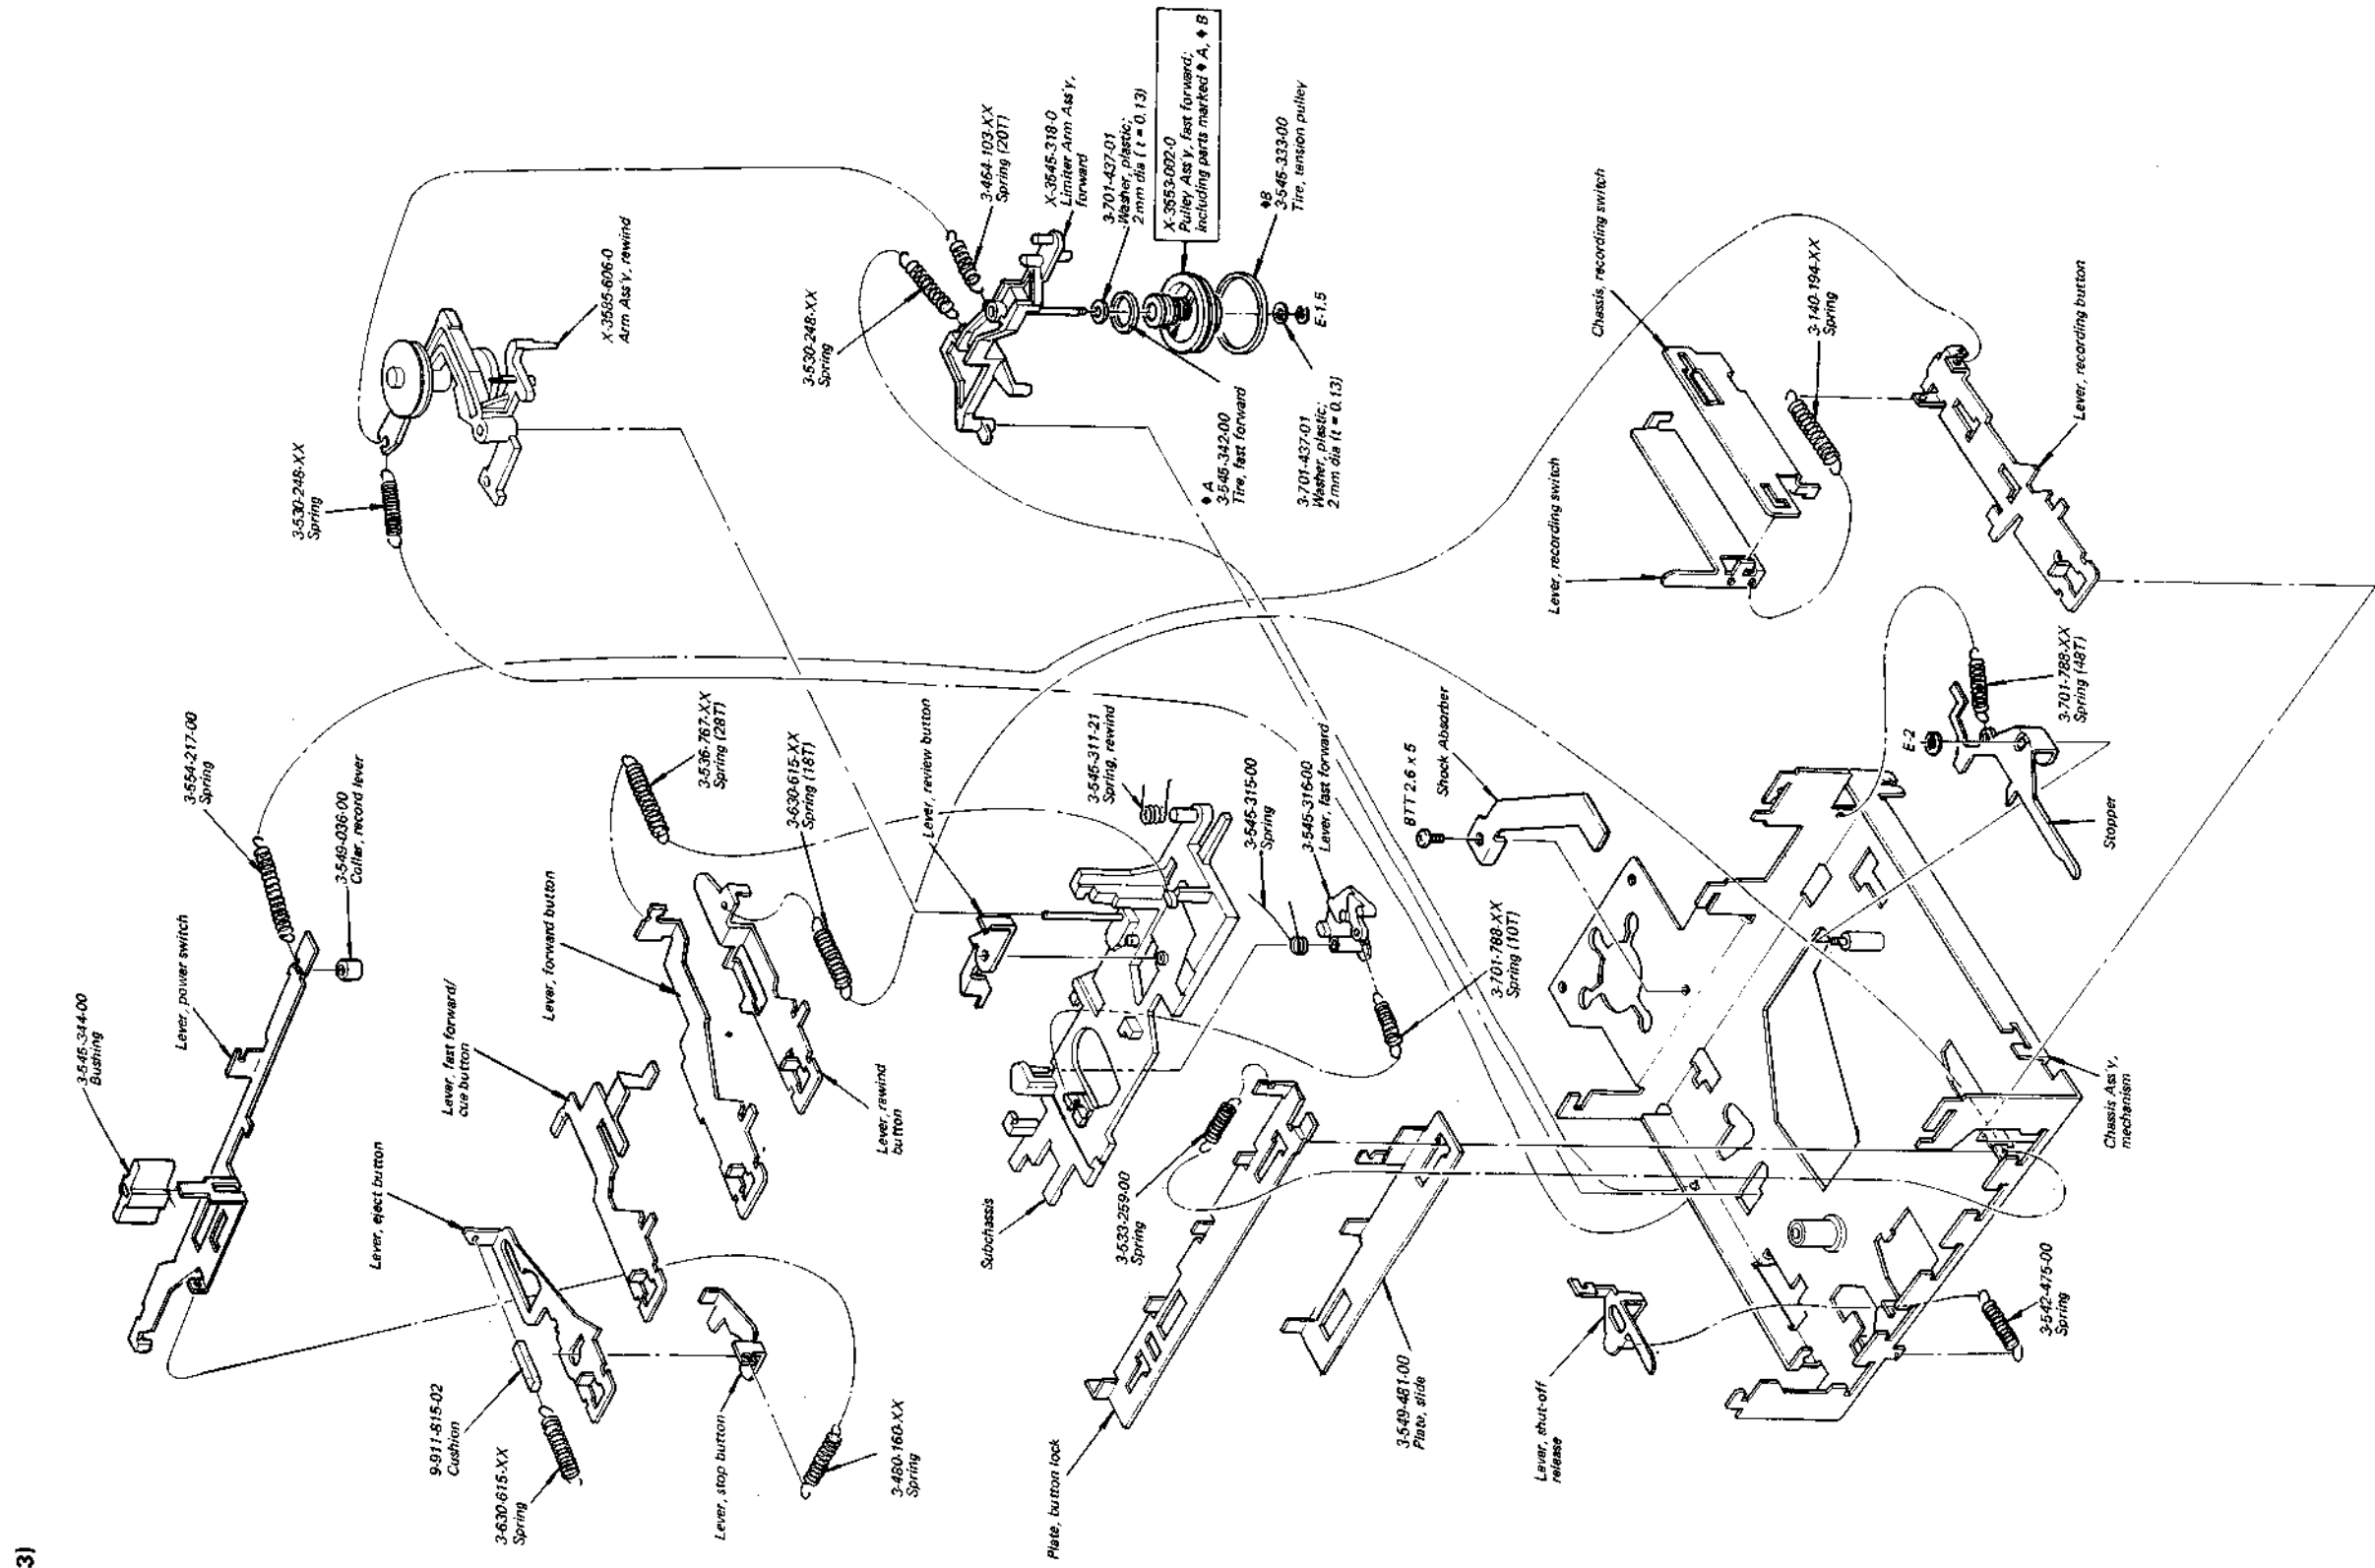 3)
3-630-615-XX
Spring
9-911-815-02
Cushion
Lever, eject button
Lever, fast forward/
cue button
3-545-344-00
Bushing
Lever, power switch
3-554-217-00
Spring
3-549-036-00
Collar, record lever
3-530-248-XX
Spring
X-3585-606-0
Arm Ass'y, rewind
Lever, stop button
3-480-160-XX
Spring
Lever, rewind
button
Lever, forward button
3-536-767-XX
Spring (28T)
3-630-615-XX
Spring (18T)
Lever, review button
3-530-248-XX
Spring
3-464-103-XX
Spring (20T)
X-3545-318-0
Limiter Arm Ass'y,
forward
3-701-437-01
Washer, plastic;
2mm dia (t = 0.13)
X-3553-002-0
Pulley Ass'y, fast forward;
including parts marked ♦ A, ♦ B
♦B
3-545-333-00
Tire, tension pulley
E-1.5
♦ A
3-545-342-00
Tire, fast forward
3-701-437-01
Washer, plastic;
2mm dia (t = 0.13)
Plate, button lock
Subchassis
3-533-259-00
Spring
3-545-311-21
Spring, rewind
3-545-315-00
Spring
3-545-316-00
Lever, fast forward
3-701-788-XX
Spring (10T)
3-549-481-00
Plate, slide
BTT 2.6 x 5
Shock Absorber
Lever, recording switch
Chassis, recording switch
3-140-194-XX
Spring
Lever, recording button
Lever, shut-off
release
3-542-475-00
Spring
Chassis Ass'y,
mechanism
E-2
3-701-788-XX
Spring (48T)
Stopper